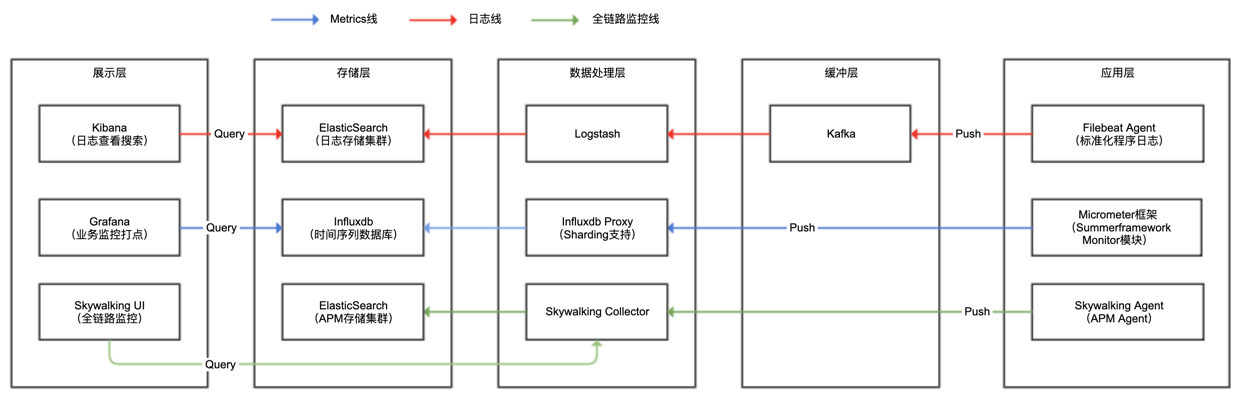 Metrics线
日志线
全链路监控线
展示层
存储层
数据处理层
缓冲层
应用层
Kibana
（日志查看搜索）
Query
ElasticSearch
（日志存储集群）
Logstash
Kafka
Push
Filebeat Agent
（标准化程序日志）
Grafana
（业务监控打点）
Query
Influxdb
（时间序列数据库）
Influxdb Proxy
（Sharding支持）
Push
Micrometer框架
（Summerframework
Monitor模块）
Skywalking UI
（全链路监控）
ElasticSearch
（APM存储集群）
Skywalking Collector
Push
Skywalking Agent
（APM Agent）
Query